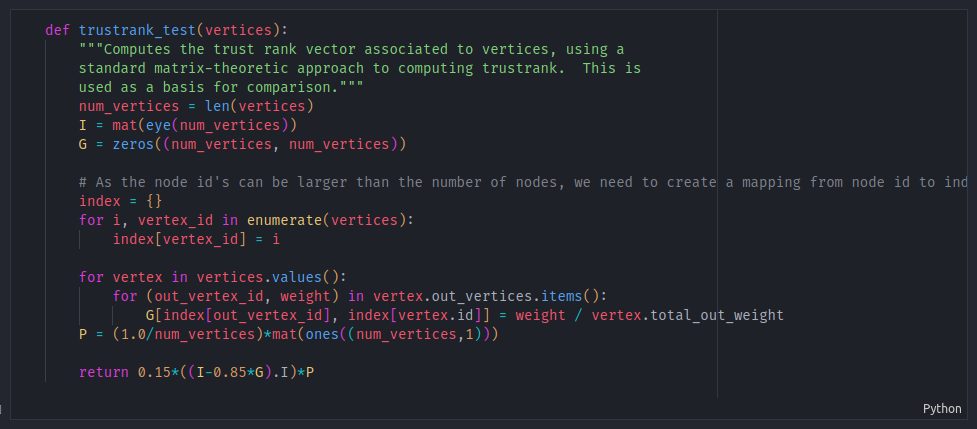 def trustrank_test(vertices):
    """Computes the trust rank vector associated to vertices, using a
    standard matrix-theoretic approach to computing trustrank.  This is
    used as a basis for comparison."""
    num_vertices = len(vertices)
    I = mat(eye(num_vertices))
    G = zeros((num_vertices, num_vertices))

    # As the node id's can be larger than the number of nodes, we need to create a mapping from node id to ind
    index = {}
    for i, vertex_id in enumerate(vertices):
        index[vertex_id] = i

    for vertex in vertices.values():
        for (out_vertex_id, weight) in vertex.out_vertices.items():
            G[index[out_vertex_id], index[vertex.id]] = weight / vertex.total_out_weight
    P = (1.0/num_vertices)*mat(ones((num_vertices,1)))

    return 0.15*((I-0.85*G).I)*P
Python